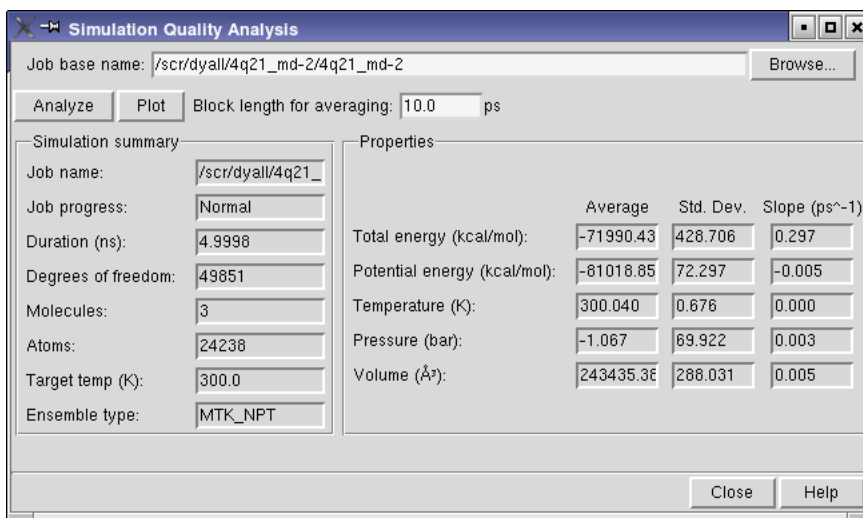 Simulation Quality Analysis
Job base name: /scr/dyall/4q21_md-2/4q21_md-2 Browse...
Analyze Plot Block length for averaging: 10.0 ps
Simulation summary
Job name: /scr/dyall/4q21_
Job progress: Normal
Duration (ns): 4.9998
Degrees of freedom: 49851
Molecules: 3
Atoms: 24238
Target temp (K): 300.0
Ensemble type: MTK_NPT
Properties
Average Std. Dev. Slope (ps^-1)
Total energy (kcal/mol): -71990.43 428.706 0.297
Potential energy (kcal/mol): -81018.85 72.297 -0.005
Temperature (K): 300.040 0.676 0.000
Pressure (bar): -1.067 69.922 0.003
Volume (Å³): 243435.38 288.031 0.005
Close Help